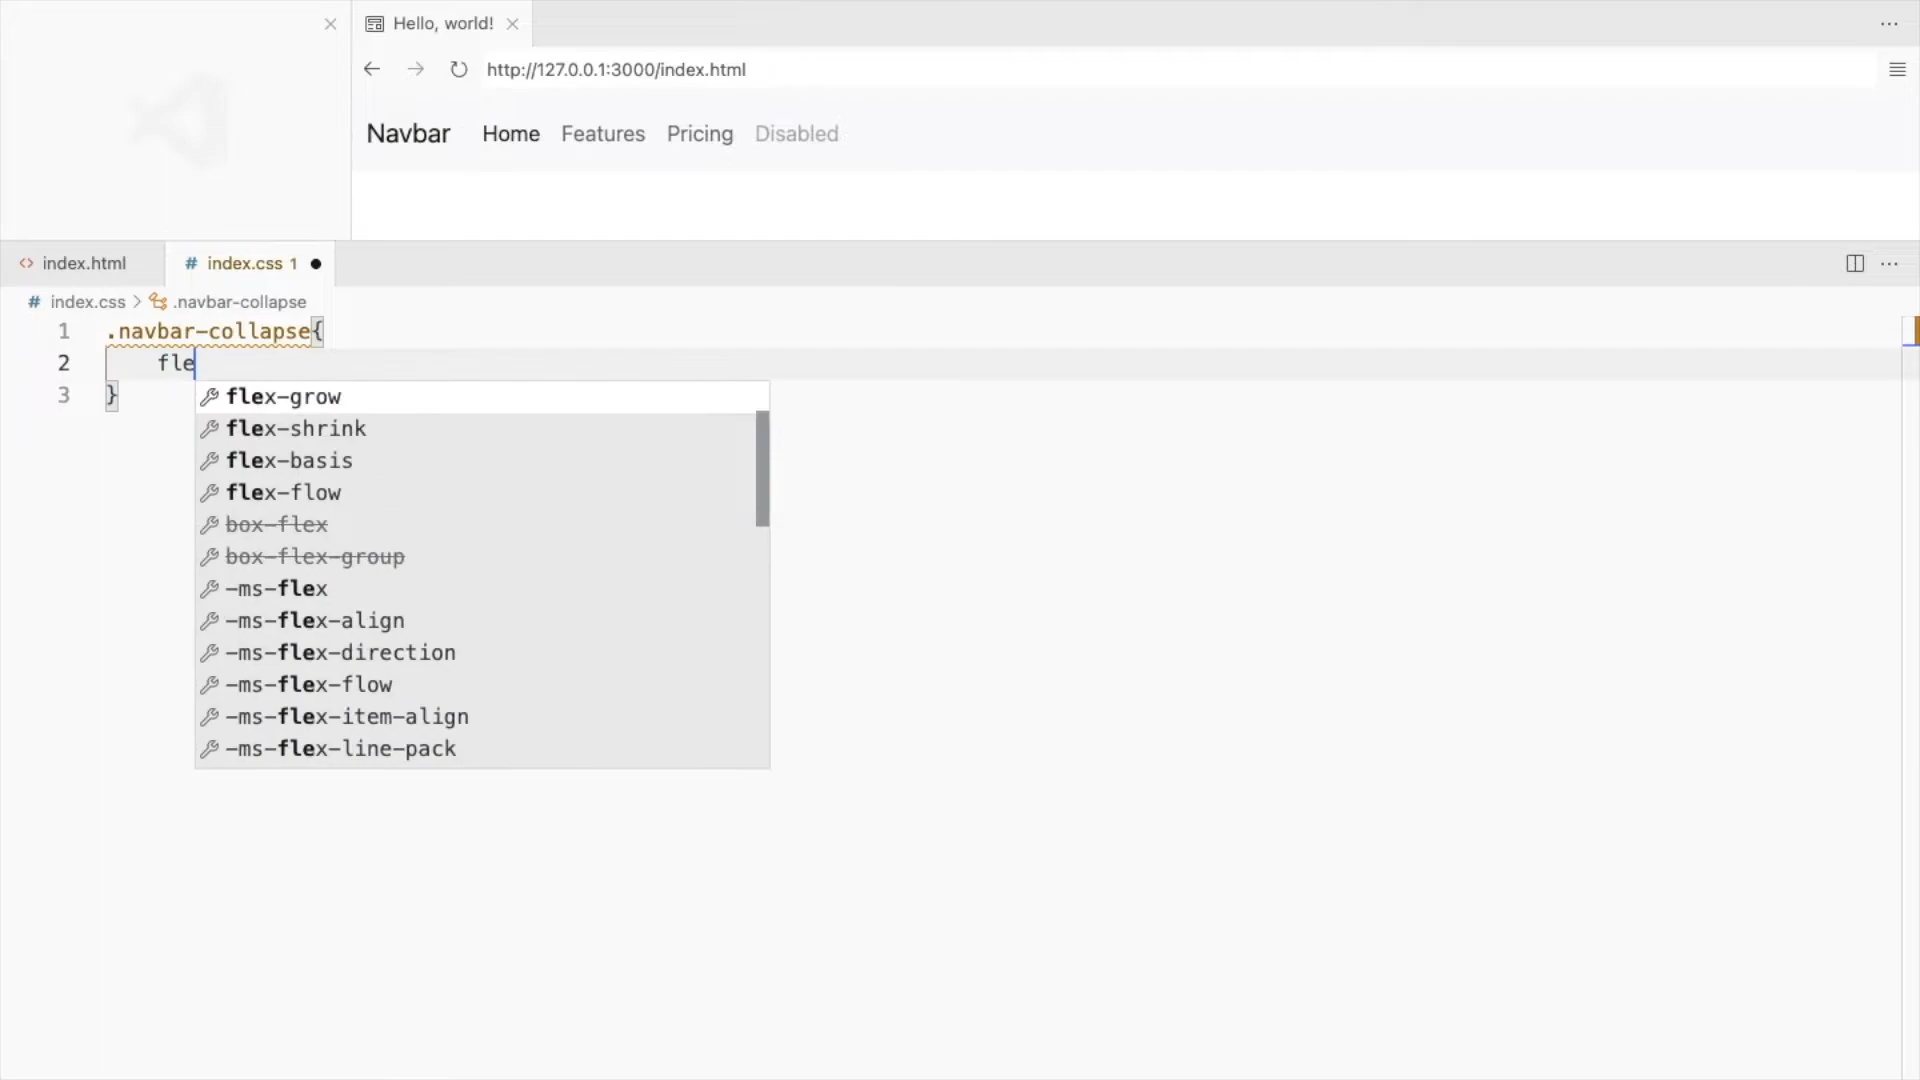 Hello, world!
http://127.0.0.1:3000/index.html
Navbar Home Features Pricing Disabled
index.html
# index.css 1
# index.css > .navbar-collapse
1 .navbar-collapse{
2 fle
3 }
flex-grow
flex-shrink
flex-basis
flex-flow
box-flex
box-flex-group
-ms-flex
-ms-flex-align
-ms-flex-direction
-ms-flex-flow
-ms-flex-item-align
-ms-flex-line-pack